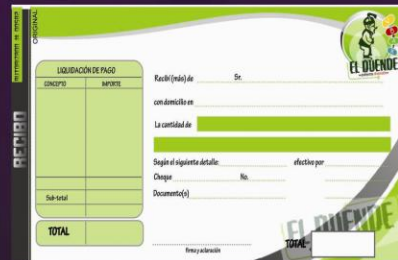 ORIGINAL
RECIBO
LIQUIDACIÓN DE PAGO
CONCEPTO IMPORTE
Sub-total
TOTAL
EL DUENDE
Recibí(mos) de Sr.
con domicilio en
La cantidad de
Según el siguiente detalle: efectivo por
Cheque No.
Documento(s)
firma y aclaración
EL DUENDE
TOTAL